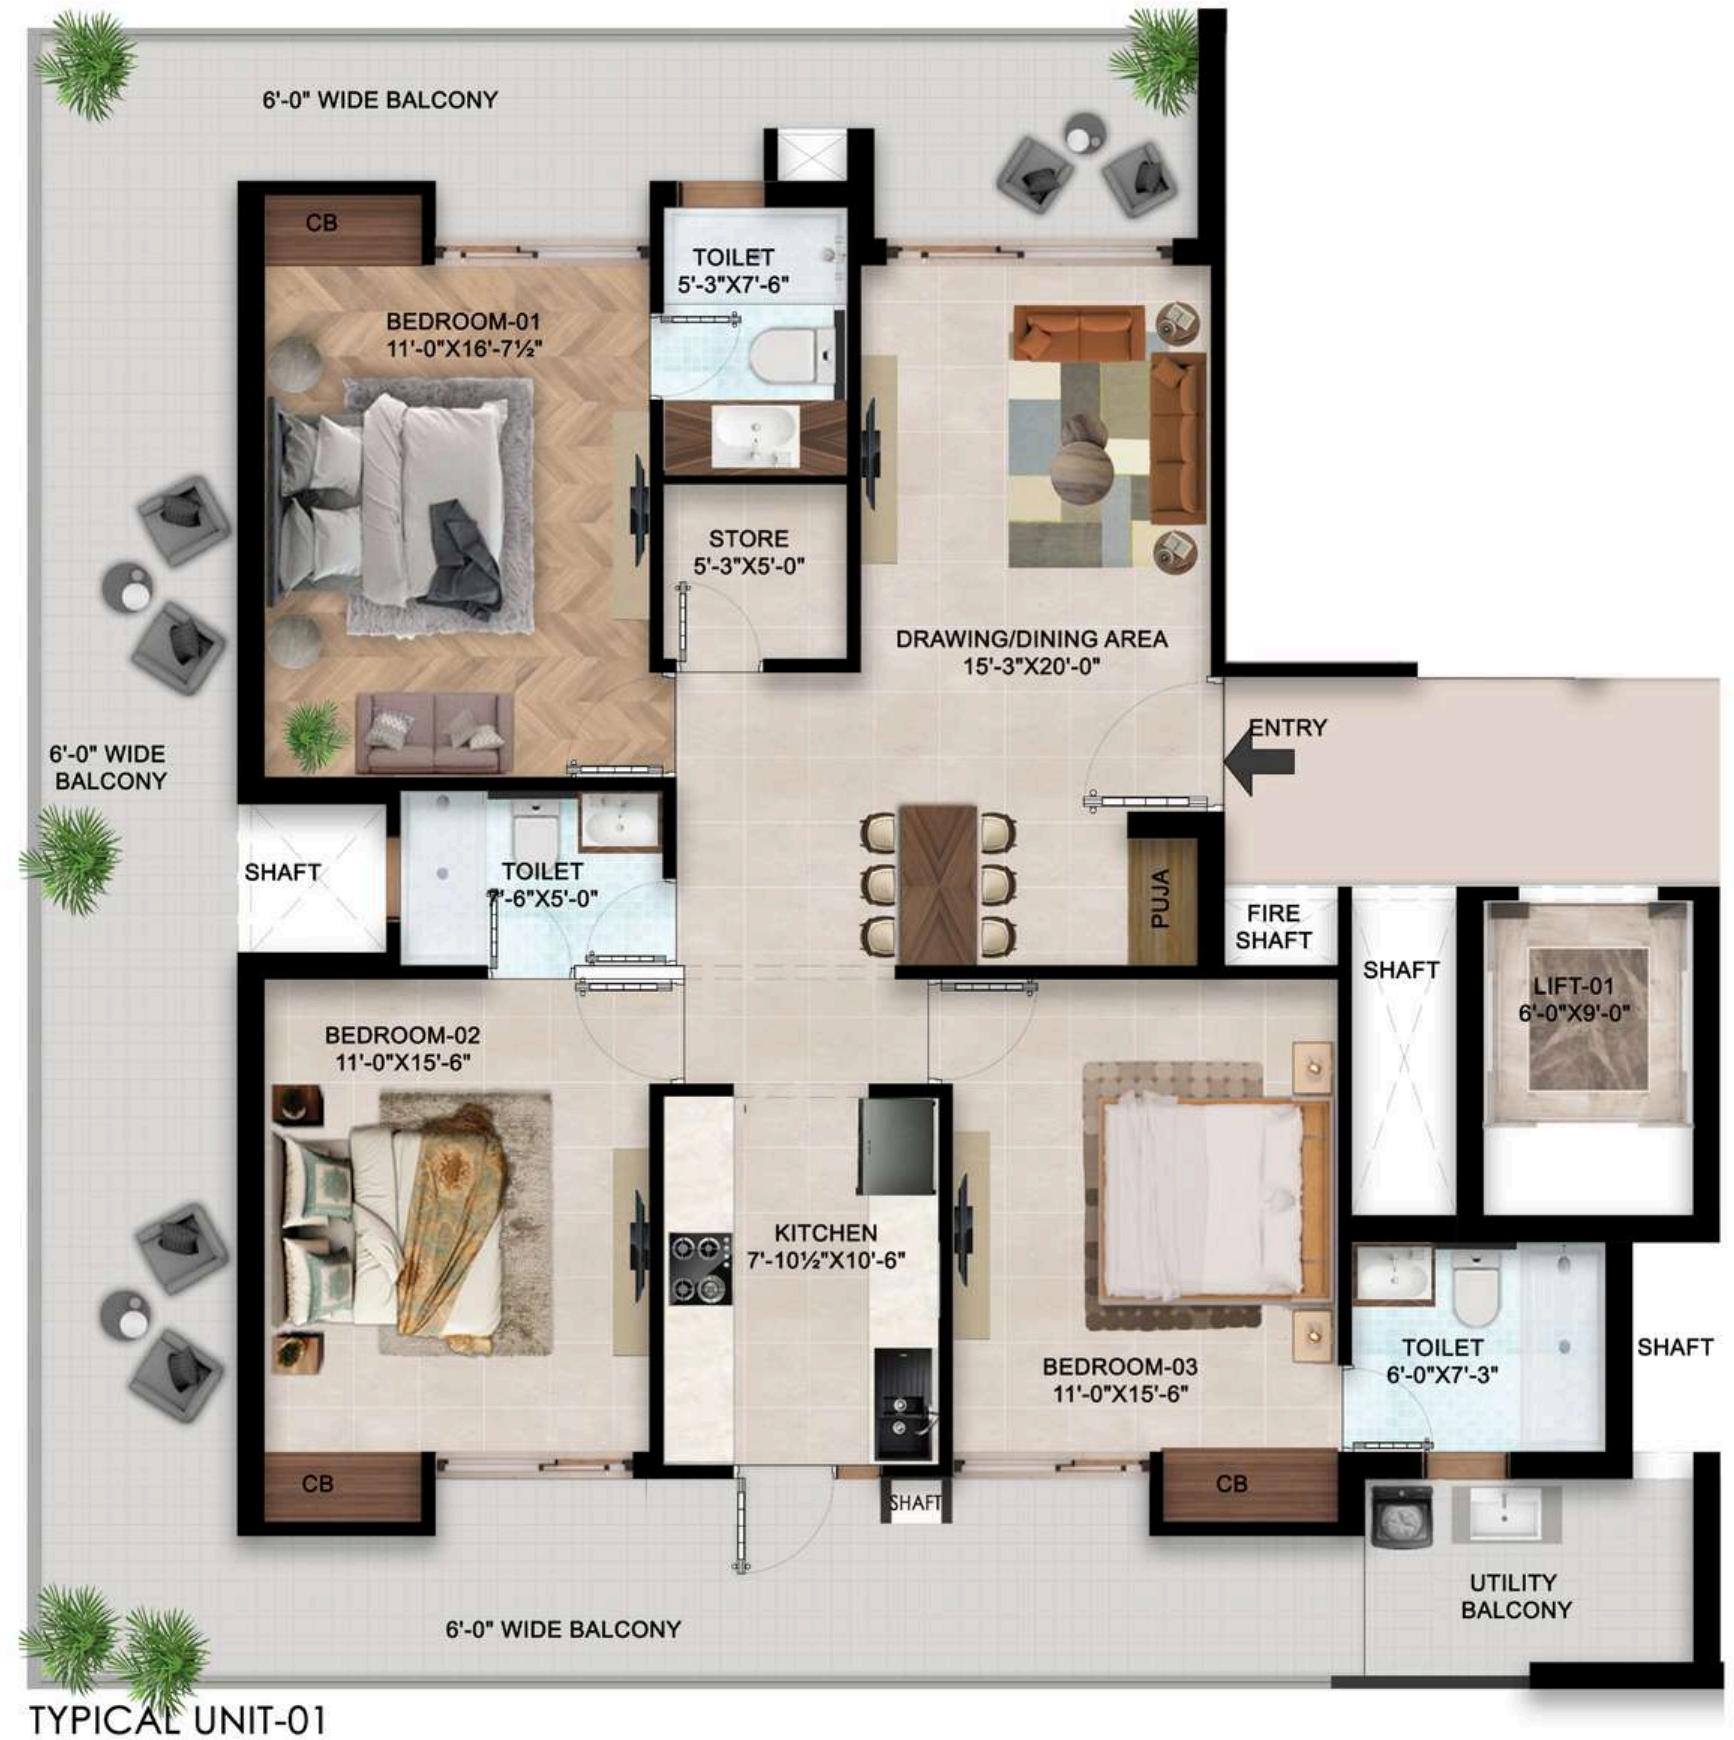 6'-0" WIDE BALCONY
CB
TOILET
5'-3"X7'-6"
BEDROOM-01
11'-0"X16'-7½"
STORE
5'-3"X5'-0"
DRAWING/DINING AREA
15'-3"X20'-0"
ENTRY
6'-0" WIDE
BALCONY
SHAFT
TOILET
7'-6"X5'-0"
PUJA
FIRE
SHAFT
SHAFT
LIFT-01
6'-0"X9'-0"
BEDROOM-02
11'-0"X15'-6"
KITCHEN
7'-10½"X10'-6"
BEDROOM-03
11'-0"X15'-6"
TOILET
6'-0"X7'-3"
SHAFT
CB
SHAFT
CB
UTILITY
BALCONY
6'-0" WIDE BALCONY
TYPICAL UNIT-01